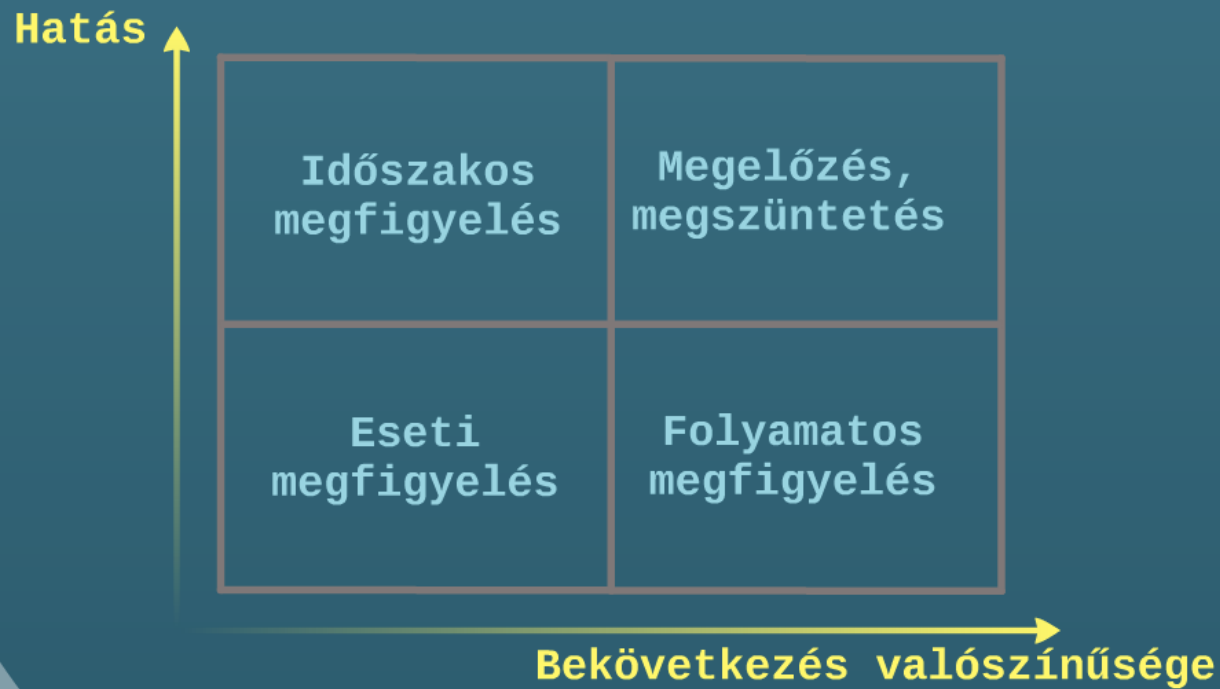 Hatás
Időszakos
megfigyelés
Megelőzés,
megszüntetés
Eseti
megfigyelés
Folyamatos
megfigyelés
Bekövetkezés valószínűsége